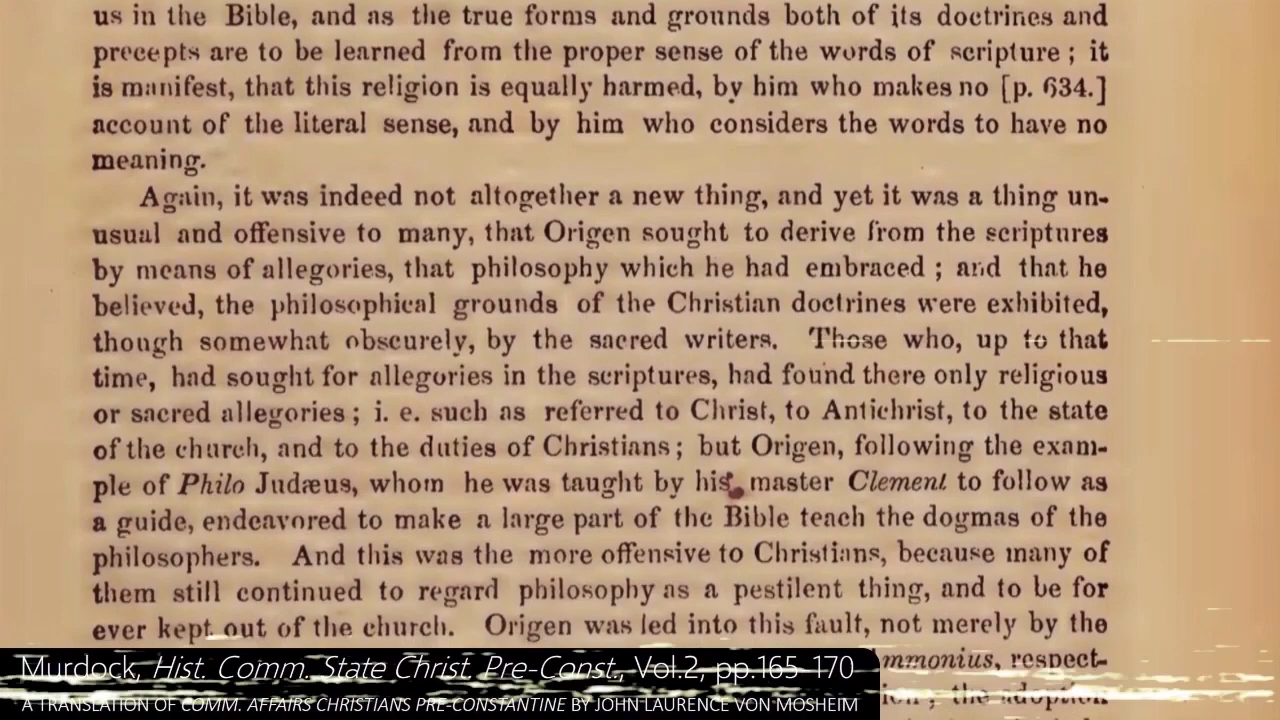 us in the Bible, and as the true forms and grounds both of its doctrines and
precepts are to be learned from the proper sense of the words of scripture ; it
is manifest, that this religion is equally harmed, by him who makes no [p. 634.]
account of the literal sense, and by him who considers the words to have no
meaning.
Again, it was indeed not altogether a new thing, and yet it was a thing un-
usual and offensive to many, that Origen sought to derive from the scriptures
by means of allegories, that philosophy which he had embraced ; and that he
believed, the philosophical grounds of the Christian doctrines were exhibited,
though somewhat obscurely, by the sacred writers. Those who, up to that
time, had sought for allegories in the scriptures, had found there only religious
or sacred allegories ; i. e. such as referred to Christ, to Antichrist, to the state
of the church, and to the duties of Christians ; but Origen, following the exam-
ple of Philo Judæus, whom he was taught by his master Clement to follow as
a guide, endeavored to make a large part of the Bible teach the dogmas of the
philosophers. And this was the more offensive to Christians, because many of
them still continued to regard philosophy as a pestilent thing, and to be for
ever kept out of the church. Origen was led into this fault, not merely by the
mmonius, respect-
ion ; the adoption
Murdock, Hist. Comm. State Christ. Pre-Const., Vol.2, pp.165-170
A TRANSLATION OF COMM. AFFAIRS CHRISTIANS PRE-CONSTANTINE BY JOHN LAURENCE VON MOSHEIM